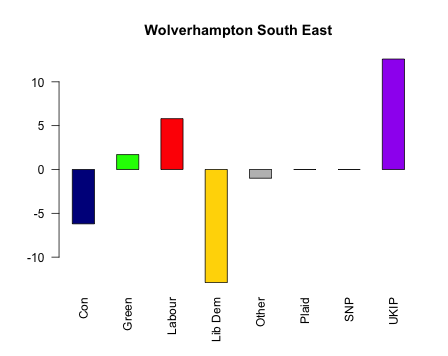 Wolverhampton South East
10
5
0
-5
-10
Con
Green
Labour
Lib Dem
Other
Plaid
SNP
UKIP